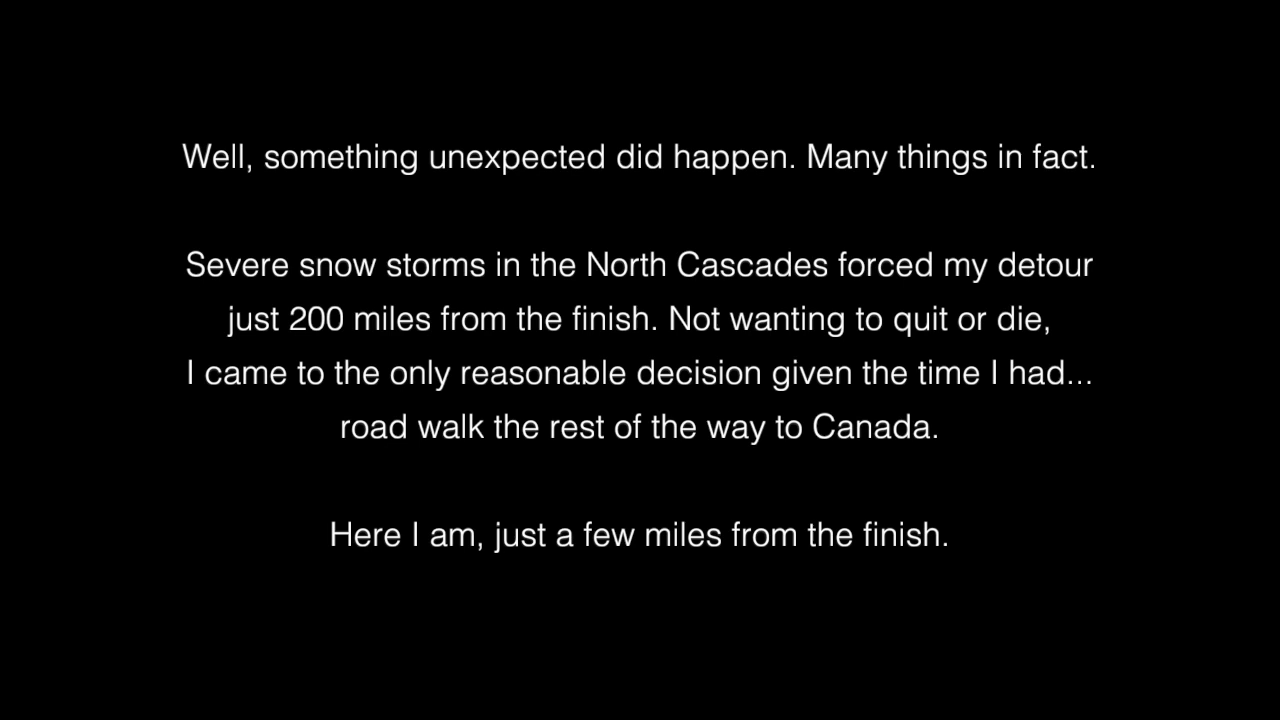 Well, something unexpected did happen. Many things in fact.
Severe snow storms in the North Cascades forced my detour
just 200 miles from the finish. Not wanting to quit or die,
I came to the only reasonable decision given the time I had...
road walk the rest of the way to Canada.
Here I am, just a few miles from the finish.